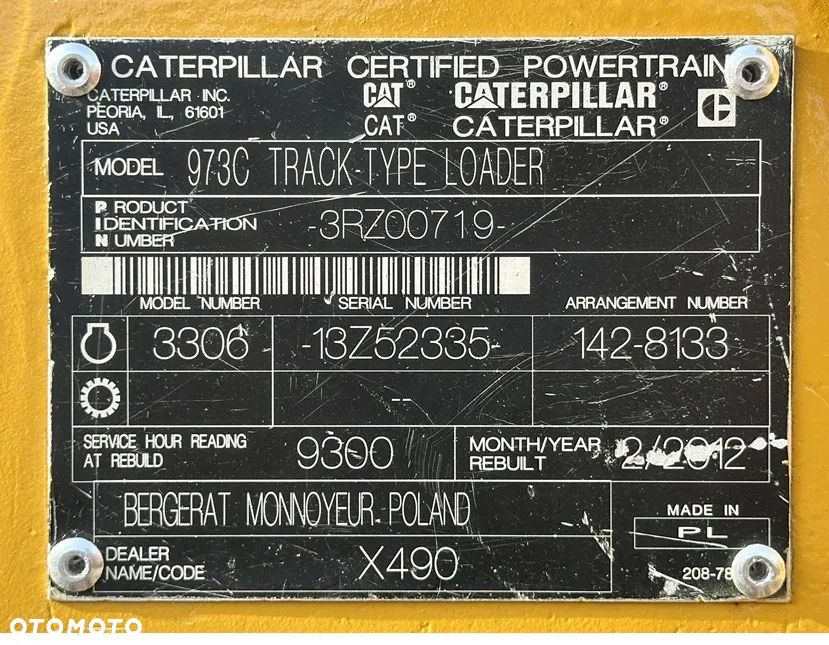 CATERPILLAR CERTIFIED POWERTRAIN
CATERPILLAR INC.
PEORIA, IL, 61601
USA
CAT® CATERPILLAR®
CAT® CATERPILLAR®
MODEL 973C TRACK-TYPE LOADER
PRODUCT
IDENTIFICATION
NUMBER
-3RZ00719-
MODEL NUMBER SERIAL NUMBER ARRANGEMENT NUMBER
3306 -13Z52335- 142-8133
--
SERVICE HOUR READING
AT REBUILD
9300
MONTH/YEAR
REBUILT
2/2012
BERGERAT MONNOYEUR POLAND
MADE IN
PL
DEALER
NAME/CODE
X490
OTOMOTO